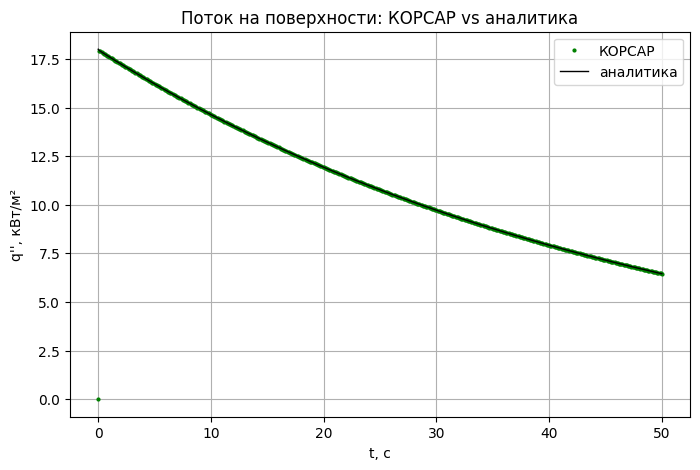 Поток на поверхности: КОРСАР vs аналитика
КОРСАР
аналитика
q'', кВт/м²
17.5
15.0
12.5
10.0
7.5
5.0
2.5
0.0
0 10 20 30 40 50
t, с